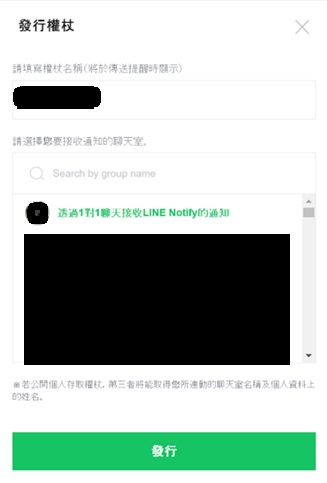 發行權杖
請填寫權杖名稱(將於傳送提醒時顯示)
請選擇您要接收通知的聊天室。
Search by group name
透過1對1聊天接收LINE Notify的通知
※若公開個人存取權杖，第三者將能取得您所連動的聊天室名稱及個人資料上
的姓名。
發行